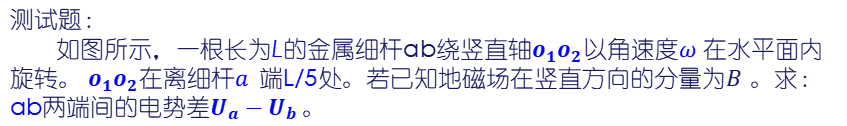 测试题：
如图所示，一根长为L的金属细杆ab绕竖直轴o₁o₂以角速度ω 在水平面内
旋转。 o₁o₂在离细杆a 端L/5处。若已知地磁场在竖直方向的分量为B 。求：
ab两端间的电势差Uₐ − U_b 。